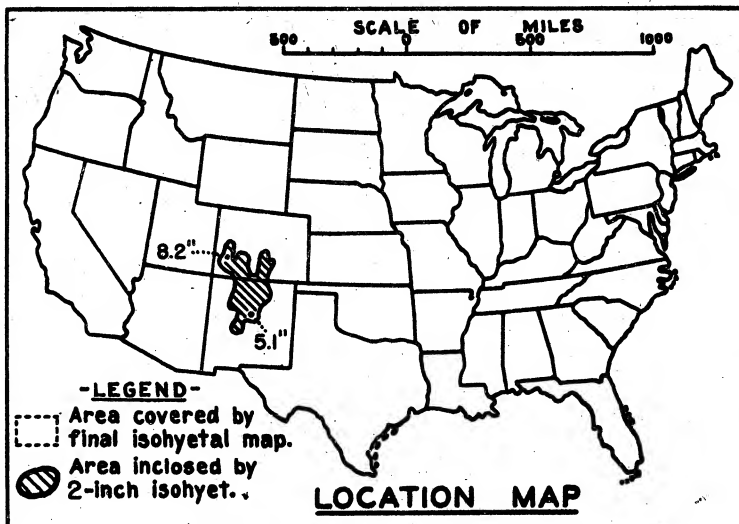 SCALE OF MILES
500 0 500 1000
8.2"
5.1"
-LEGEND-
Area covered by
final isohyetal map.
Area inclosed by
2-inch isohyet.
LOCATION MAP